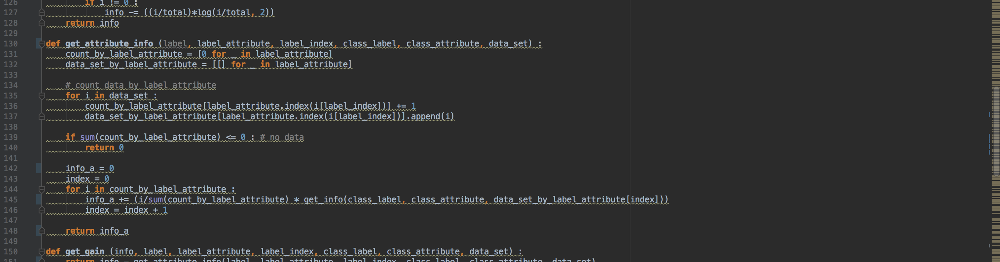 126             if i != 0 :
127                 info -= ((i/total)*log(i/total, 2))
128     return info
129
130 def get_attribute_info (label, label_attribute, label_index, class_label, class_attribute, data_set) :
131     count_by_label_attribute = [0 for _ in label_attribute]
132     data_set_by_label_attribute = [[] for _ in label_attribute]
133
134     # count data by label attribute
135     for i in data_set :
136         count_by_label_attribute[label_attribute.index(i[label_index])] += 1
137         data_set_by_label_attribute[label_attribute.index(i[label_index])].append(i)
138
139     if sum(count_by_label_attribute) <= 0 : # no data
140         return 0
141
142     info_a = 0
143     index = 0
144     for i in count_by_label_attribute :
145         info_a += (i/sum(count_by_label_attribute) * get_info(class_label, class_attribute, data_set_by_label_attribute[index]))
146         index = index + 1
147
148     return info_a
149
150 def get_gain (info, label, label_attribute, label_index, class_label, class_attribute, data_set) :
151     return info - get_attribute_info(label, label_attribute, label_index, class_label, class_attribute, data_set)